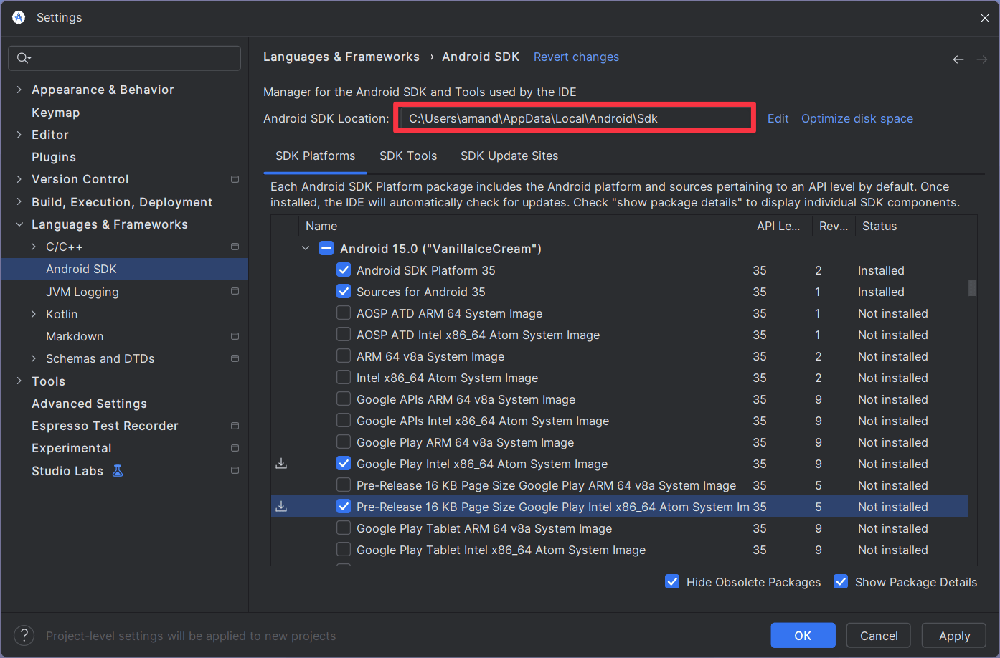 Settings
Appearance & Behavior
Keymap
Editor
Plugins
Version Control
Build, Execution, Deployment
Languages & Frameworks
C/C++
Android SDK
JVM Logging
Kotlin
Markdown
Schemas and DTDs
Tools
Advanced Settings
Espresso Test Recorder
Experimental
Studio Labs
Languages & Frameworks › Android SDK Revert changes
Manager for the Android SDK and Tools used by the IDE
Android SDK Location: C:\Users\amand\AppData\Local\Android\Sdk Edit Optimize disk space
SDK Platforms SDK Tools SDK Update Sites
Each Android SDK Platform package includes the Android platform and sources pertaining to an API level by default. Once
installed, the IDE will automatically check for updates. Check "show package details" to display individual SDK components.
Name API Le... Rev... Status
Android 15.0 ("VanillaIceCream")
Android SDK Platform 35 35 2 Installed
Sources for Android 35 35 1 Installed
AOSP ATD ARM 64 System Image 35 1 Not installed
AOSP ATD Intel x86_64 Atom System Image 35 1 Not installed
ARM 64 v8a System Image 35 2 Not installed
Intel x86_64 Atom System Image 35 2 Not installed
Google APIs ARM 64 v8a System Image 35 9 Not installed
Google APIs Intel x86_64 Atom System Image 35 9 Not installed
Google Play ARM 64 v8a System Image 35 9 Not installed
Google Play Intel x86_64 Atom System Image 35 9 Not installed
Pre-Release 16 KB Page Size Google Play ARM 64 v8a System Image 35 5 Not installed
Pre-Release 16 KB Page Size Google Play Intel x86_64 Atom System Im 35 5 Not installed
Google Play Tablet ARM 64 v8a System Image 35 9 Not installed
Google Play Tablet Intel x86_64 Atom System Image 35 9 Not installed
Hide Obsolete Packages Show Package Details
? Project-level settings will be applied to new projects
OK Cancel Apply